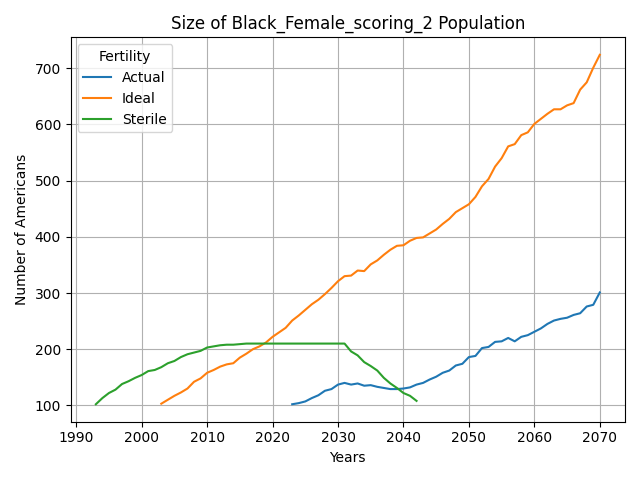 Size of Black_Female_scoring_2 Population
Fertility
Actual
Ideal
Sterile
Number of Americans
700
600
500
400
300
200
100
1990 2000 2010 2020 2030 2040 2050 2060 2070
Years